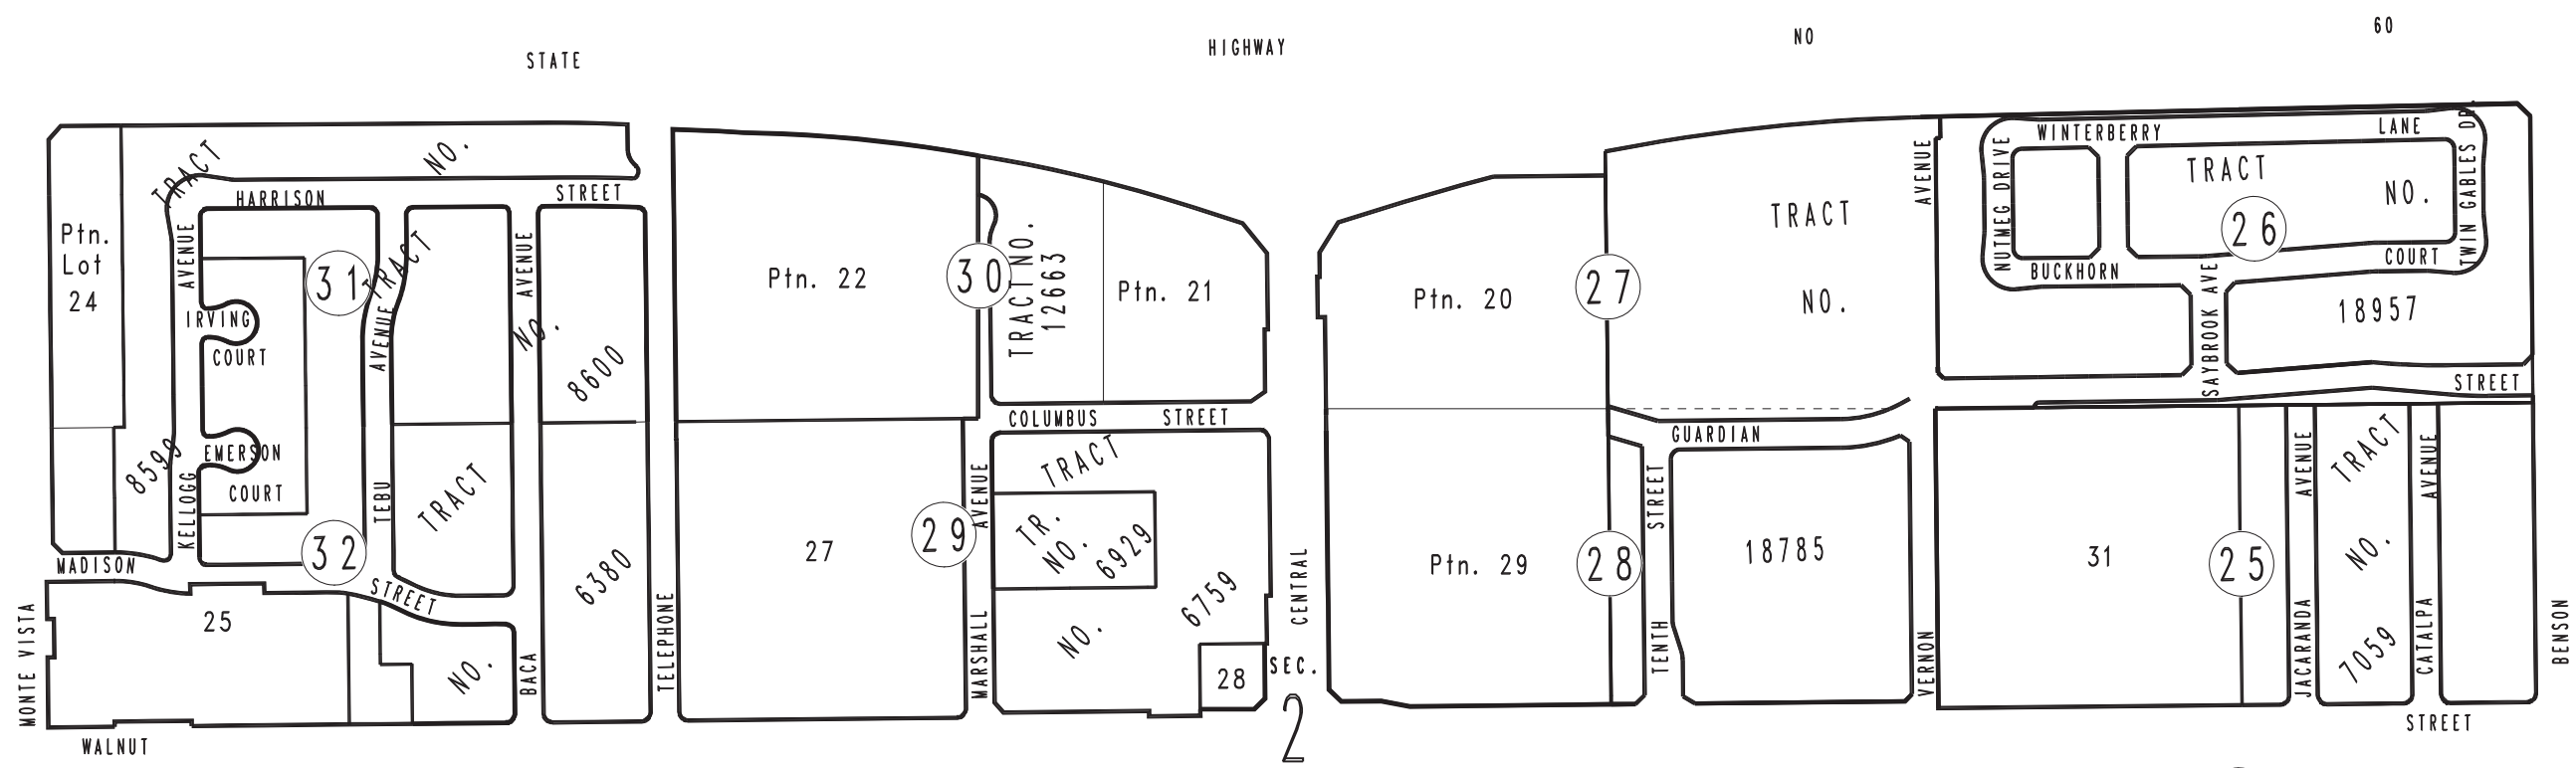 STATE HIGHWAY NO 60
TRACT NO.
HARRISON STREET
Ptn.
Lot
24
AVENUE
KELLOGG
8599
IRVING
COURT
EMERSON
COURT
31
32
TRACT
NO.
8600
AVENUE
TEBU
AVENUE
BACA
TRACT
NO.
6380
MADISON STREET
25
MONTE VISTA
WALNUT
TELEPHONE
Ptn. 22
30
TRACT NO.
12663
Ptn. 21
COLUMBUS STREET
27
29
AVENUE
MARSHALL
TRACT
NO.
6759
TR.
NO.
6929
28
CENTRAL
SEC.
2
Ptn. 20
27
TRACT
NO.
18785
GUARDIAN
Ptn. 29
28
STREET
TENTH
AVENUE
VERNON
WINTERBERRY LANE
NUTMEG DRIVE
TRACT NO.
18957
26
TWIN GABLES DR
BUCKHORN COURT
SAYBROOK AVE
STREET
31
25
AVENUE
JACARANDA
TRACT
NO.
7059
AVENUE
CATALPA
BENSON
STREET